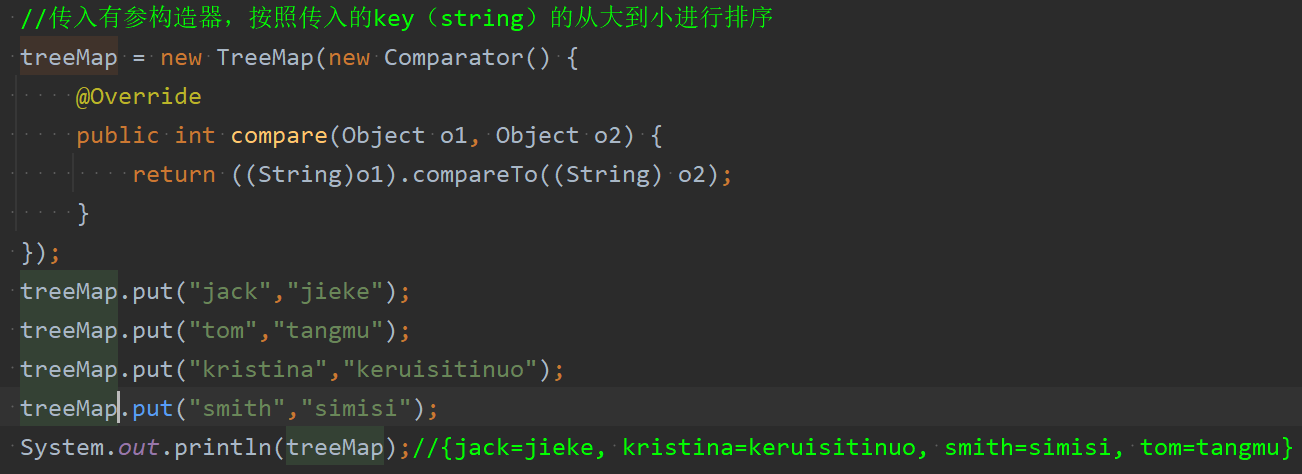 //传入有参构造器，按照传入的key（string）的从大到小进行排序
treeMap = new TreeMap(new Comparator() {
    @Override
    public int compare(Object o1, Object o2) {
        return ((String)o1).compareTo((String) o2);
    }
});
treeMap.put("jack","jieke");
treeMap.put("tom","tangmu");
treeMap.put("kristina","keruisitinuo");
treeMap.put("smith","simisi");
System.out.println(treeMap);//{jack=jieke, kristina=keruisitinuo, smith=simisi, tom=tangmu}